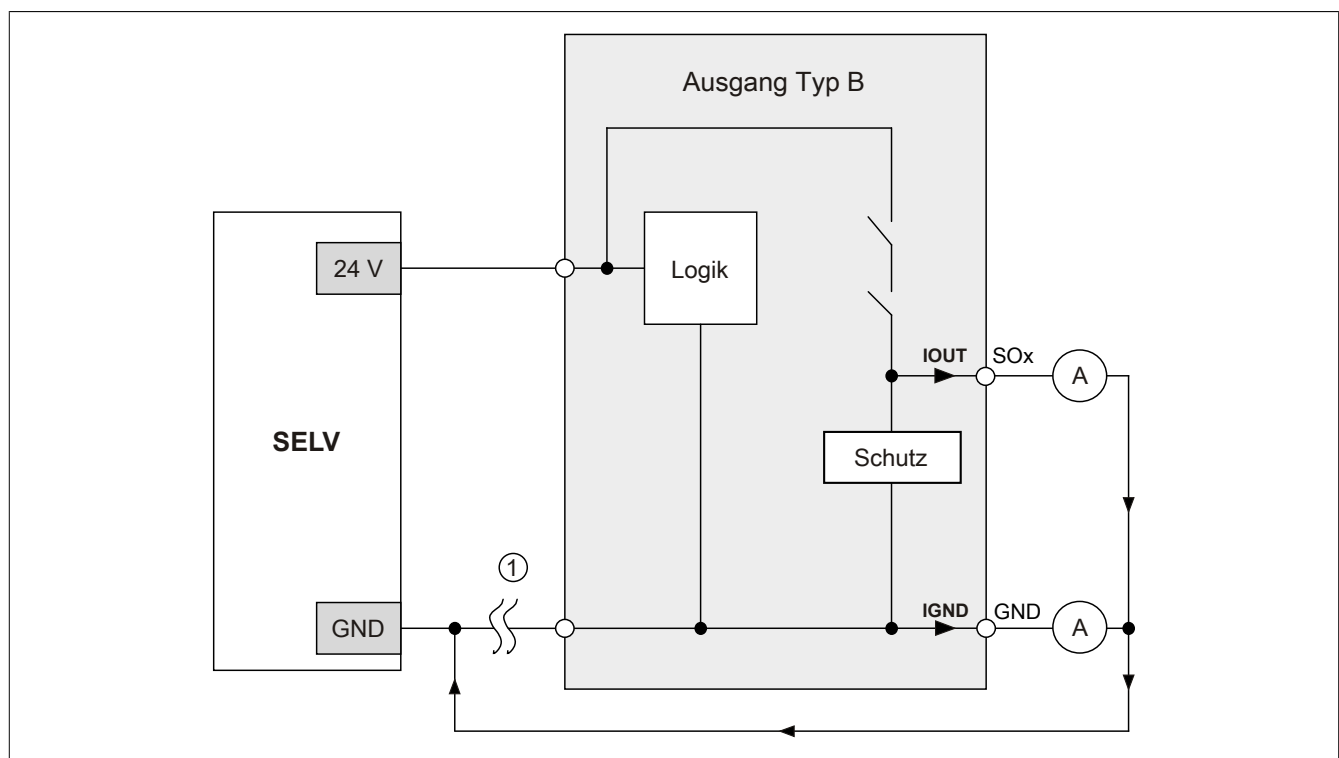 Ausgang Typ B
24 V
Logik
IOUT
SOx
A
SELV
Schutz
1
GND
IGND
GND
A